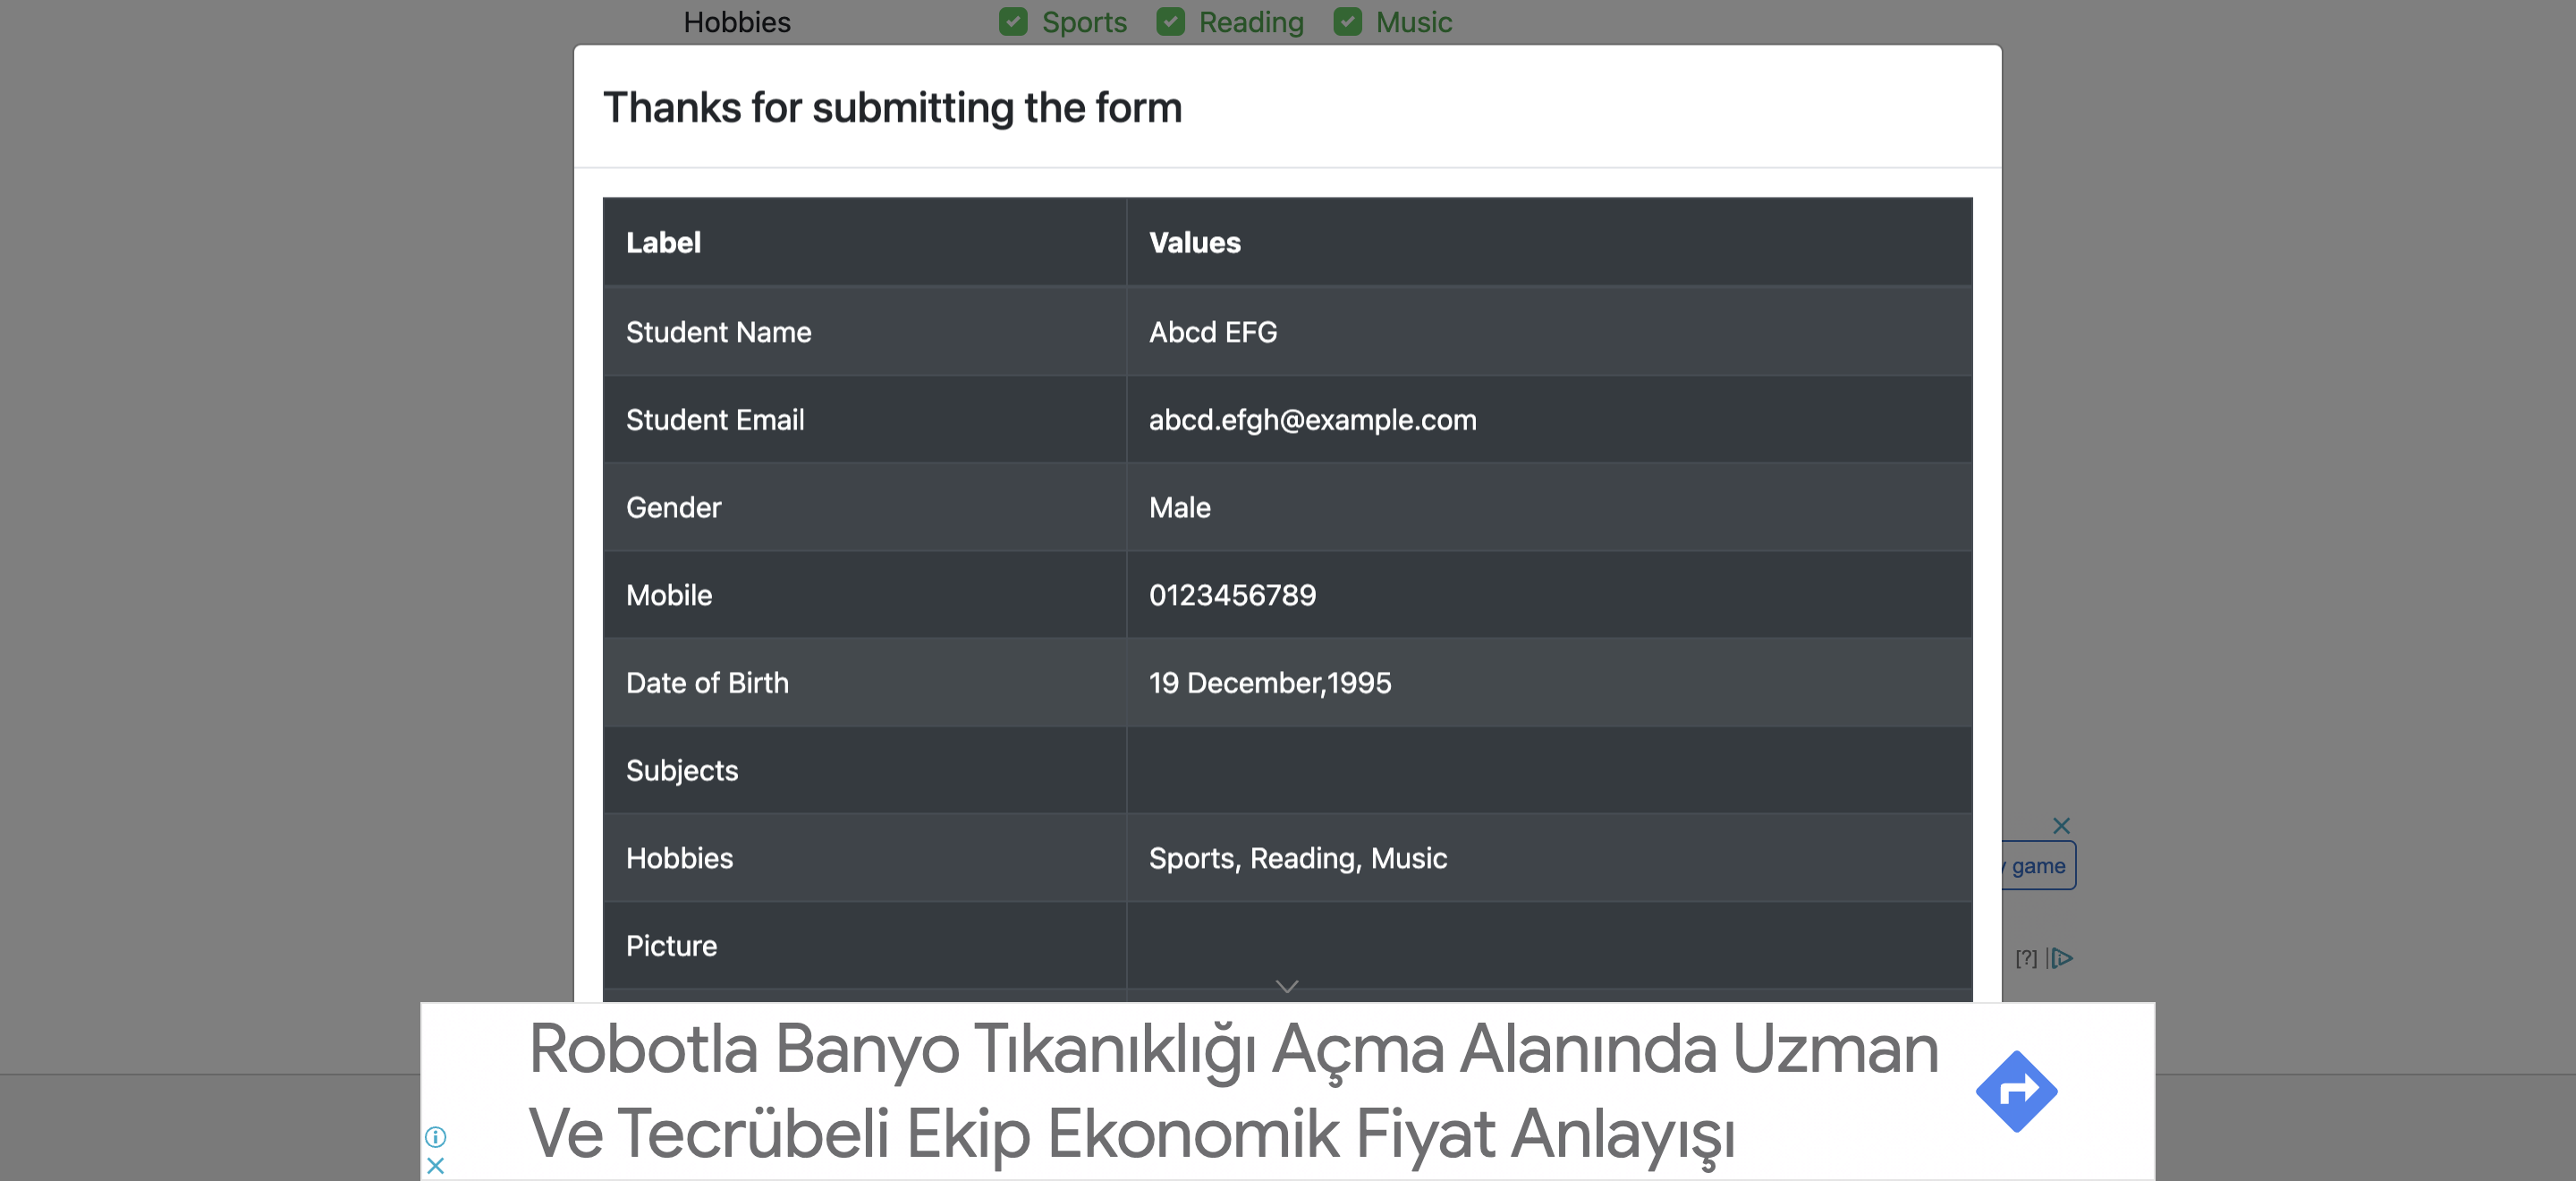 Hobbies Sports Reading Music
Thanks for submitting the form
Label Values
Student Name Abcd EFG
Student Email abcd.efgh@example.com
Gender Male
Mobile 0123456789
Date of Birth 19 December,1995
Subjects
Hobbies Sports, Reading, Music
game
Picture
[?]
Robotla Banyo Tıkanıklığı Açma Alanında Uzman
Ve Tecrübeli Ekip Ekonomik Fiyat Anlayışı